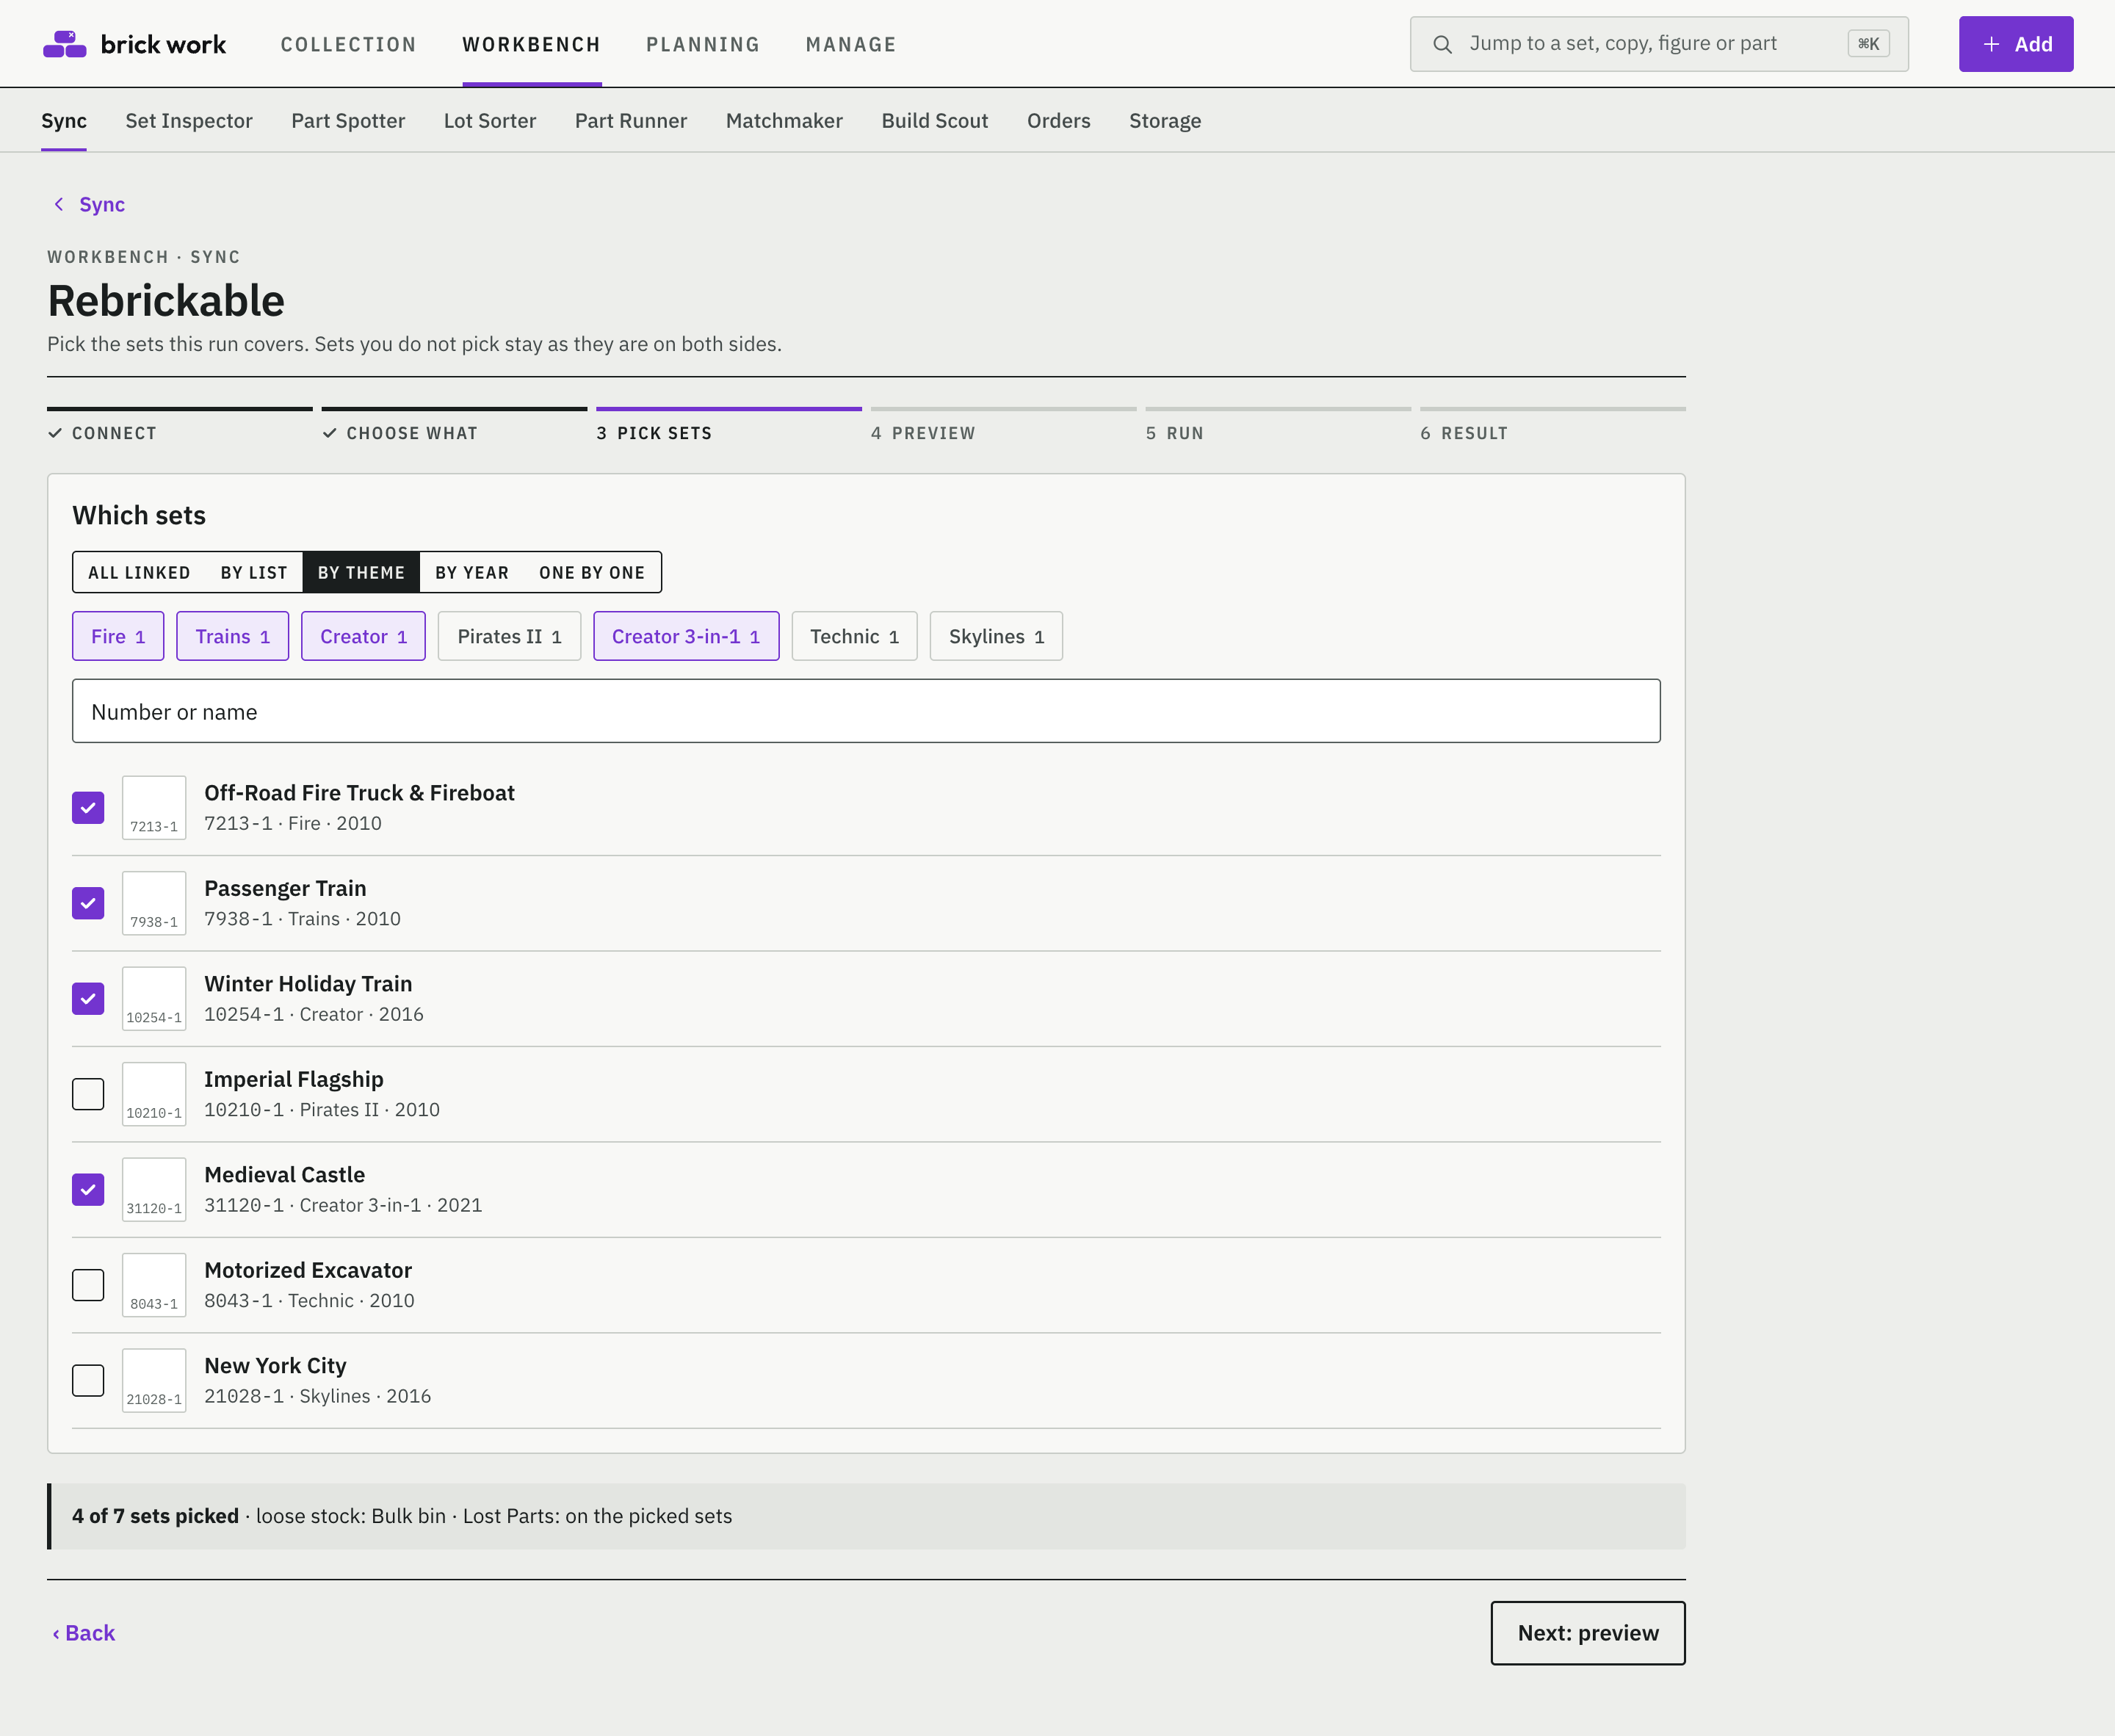 brick work COLLECTION WORKBENCH PLANNING MANAGE Jump to a set, copy, figure or part ⌘K + Add
Sync Set Inspector Part Spotter Lot Sorter Part Runner Matchmaker Build Scout Orders Storage
‹ Sync
WORKBENCH · SYNC
Rebrickable
Pick the sets this run covers. Sets you do not pick stay as they are on both sides.
✓ CONNECT ✓ CHOOSE WHAT 3 PICK SETS 4 PREVIEW 5 RUN 6 RESULT
Which sets
ALL LINKED BY LIST BY THEME BY YEAR ONE BY ONE
Fire 1 Trains 1 Creator 1 Pirates II 1 Creator 3-in-1 1 Technic 1 Skylines 1
Number or name
Off-Road Fire Truck & Fireboat
7213-1 7213-1 · Fire · 2010
Passenger Train
7938-1 7938-1 · Trains · 2010
Winter Holiday Train
10254-1 10254-1 · Creator · 2016
Imperial Flagship
10210-1 10210-1 · Pirates II · 2010
Medieval Castle
31120-1 31120-1 · Creator 3-in-1 · 2021
Motorized Excavator
8043-1 8043-1 · Technic · 2010
New York City
21028-1 21028-1 · Skylines · 2016
4 of 7 sets picked · loose stock: Bulk bin · Lost Parts: on the picked sets
‹ Back Next: preview